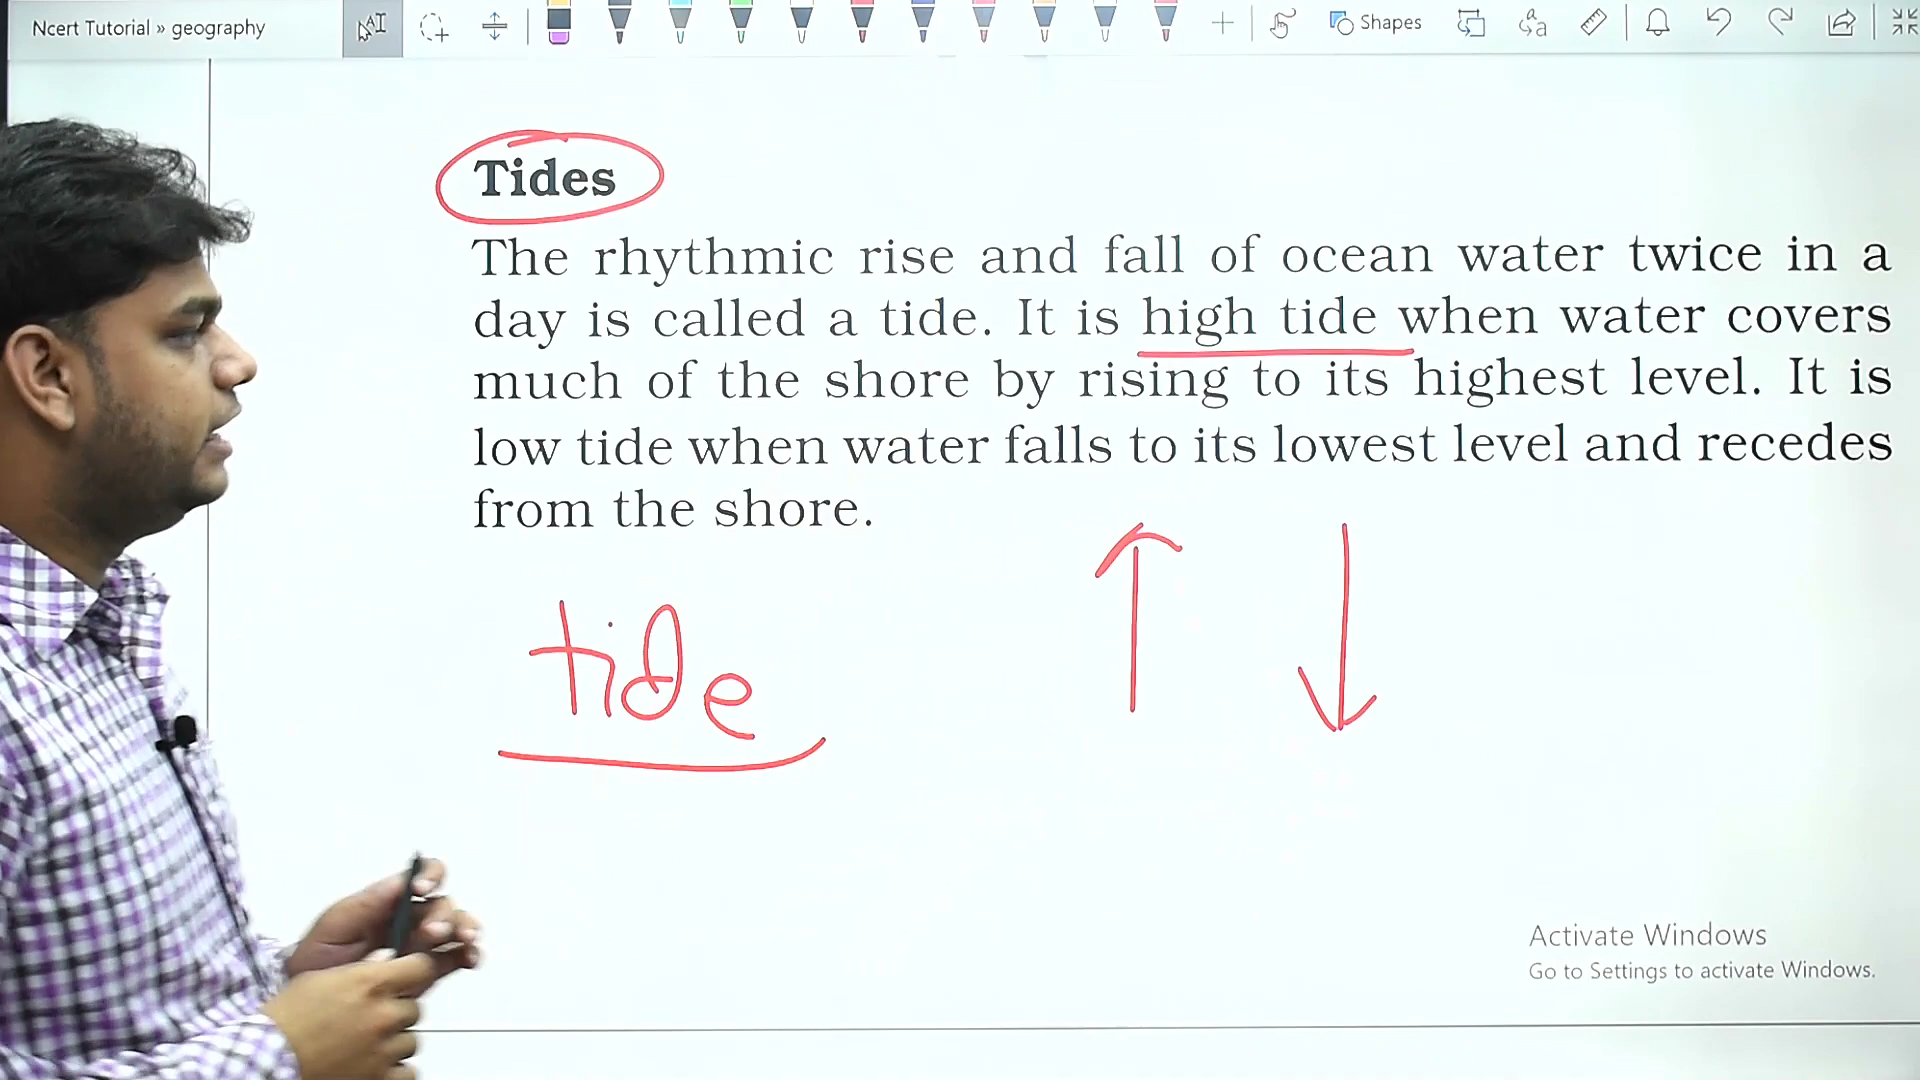 Ncert Tutorial » geography
Shapes
Tides
The rhythmic rise and fall of ocean water twice in a
day is called a tide. It is high tide when water covers
much of the shore by rising to its highest level. It is
low tide when water falls to its lowest level and recedes
from the shore.
tide
Activate Windows
Go to Settings to activate Windows.